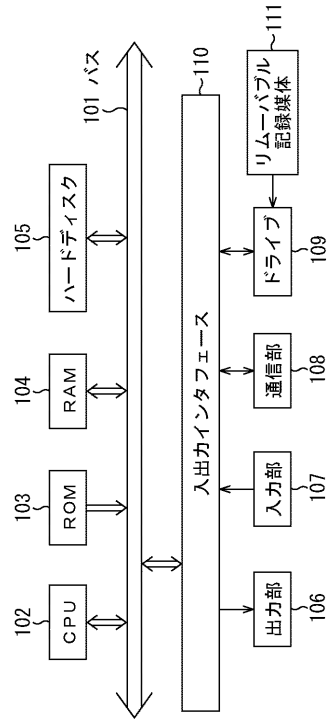 102
CPU
103
ROM
104
RAM
105
ハードディスク
101 バス
110
入出力インタフェース
出力部
106
入力部
107
通信部
108
ドライブ
109
リムーバブル
記録媒体
111